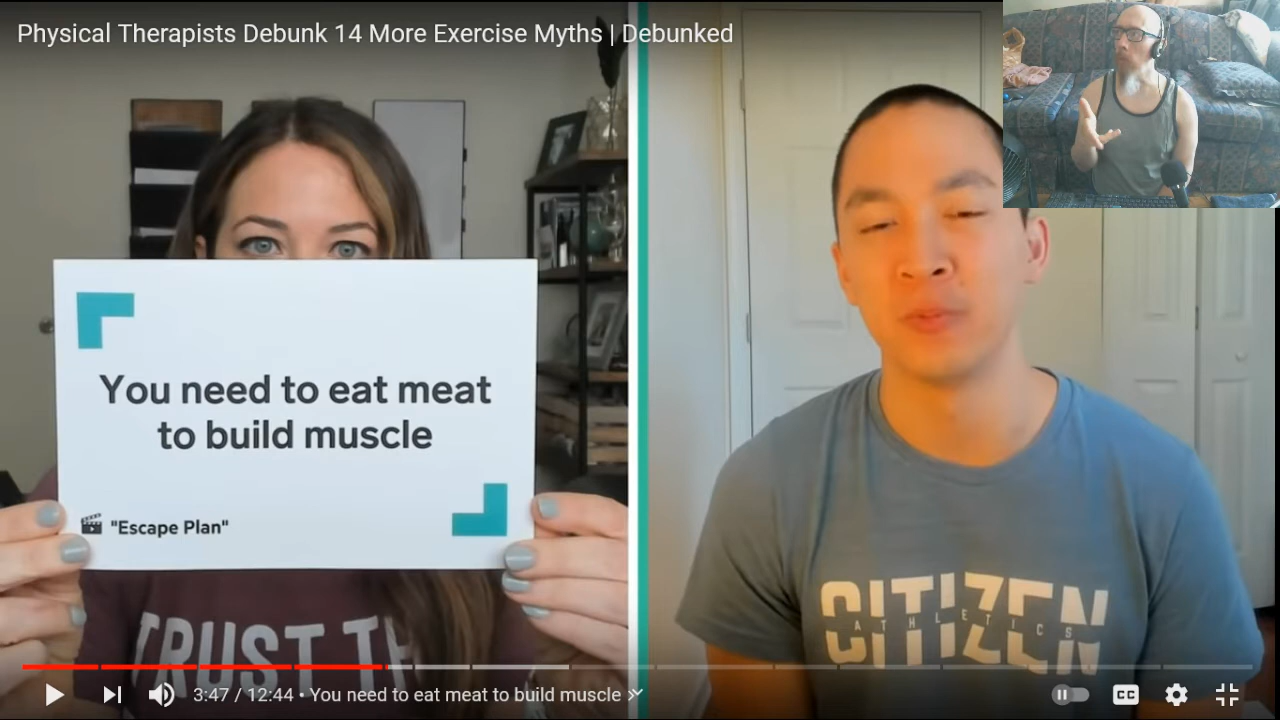 Physical Therapists Debunk 14 More Exercise Myths | Debunked
You need to eat meat
to build muscle
"Escape Plan"
TRUST TH
CITIZEN
ATHLETICS
3:47 / 12:44 • You need to eat meat to build muscle
CC